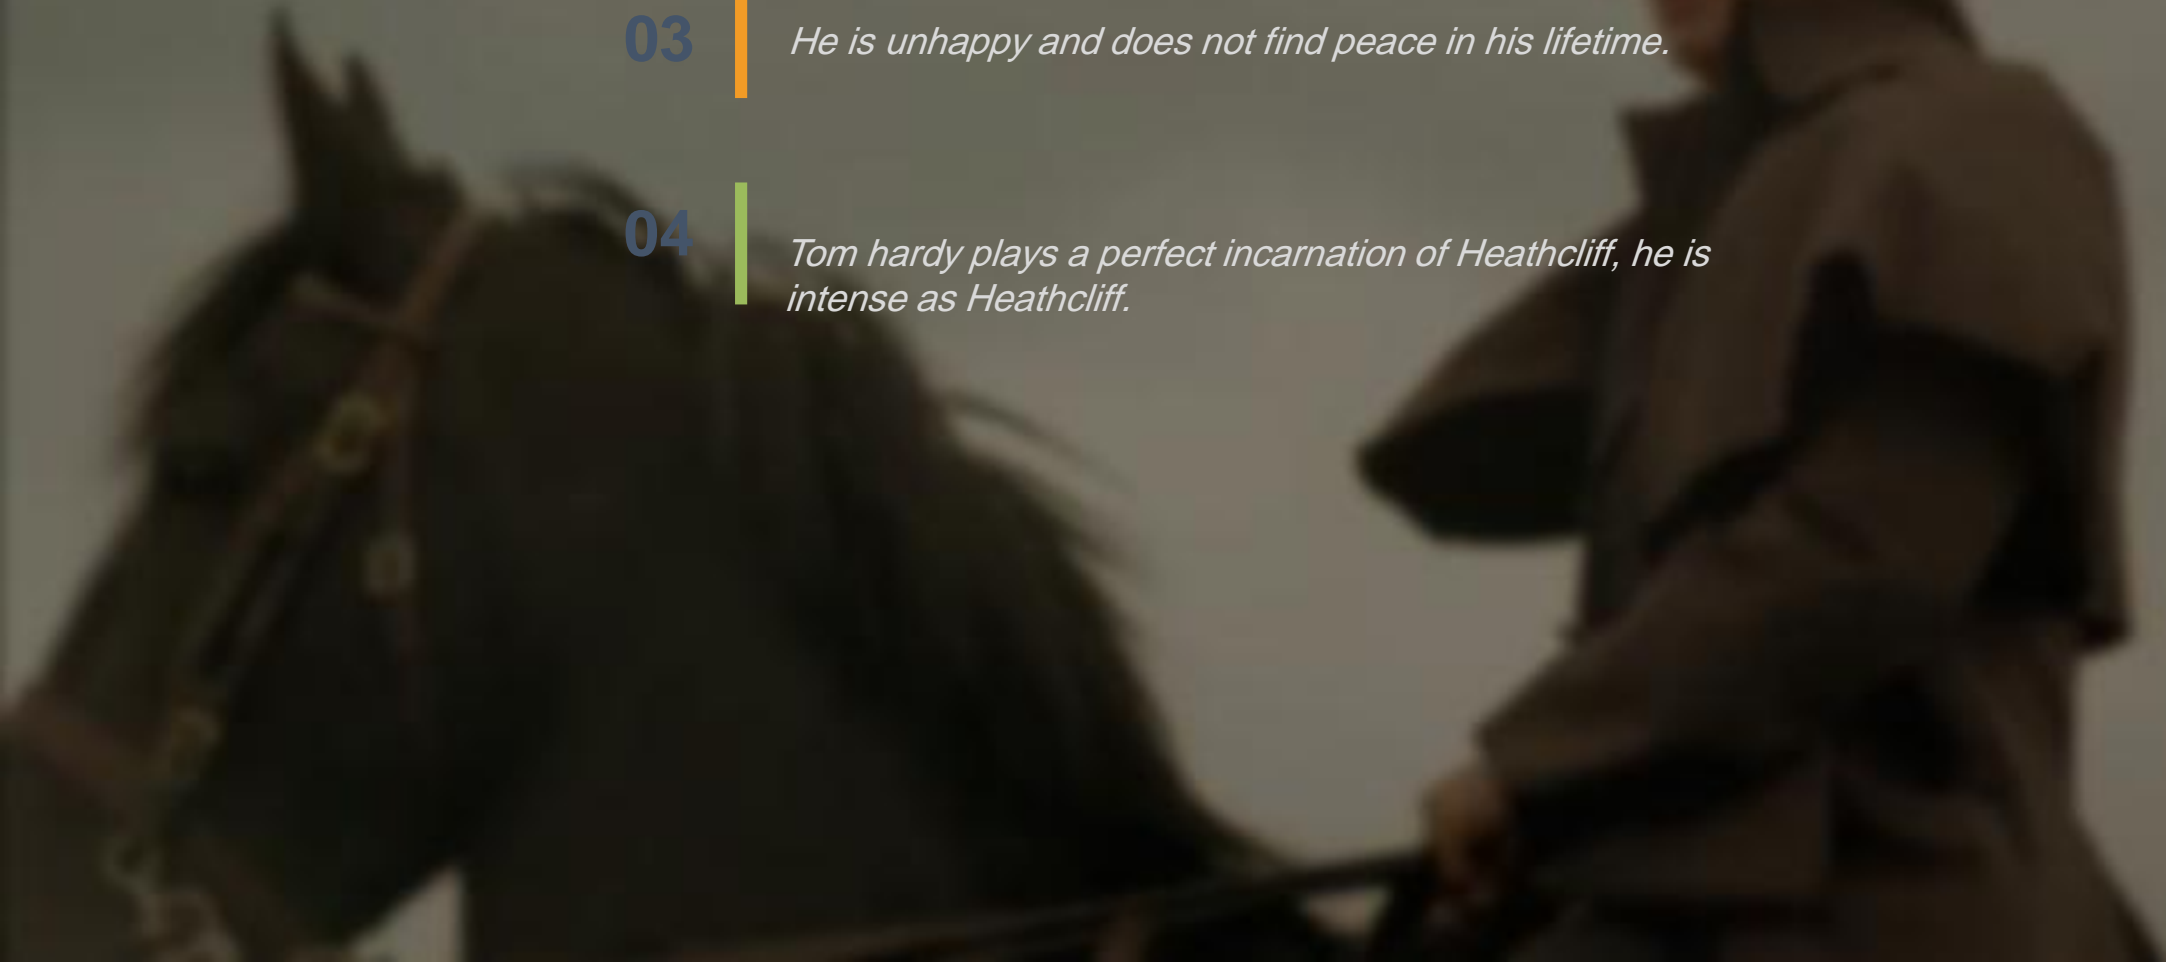 03
He is unhappy and does not find peace in his lifetime.
04
Tom hardy plays a perfect incarnation of Heathcliff, he is
intense as Heathcliff.